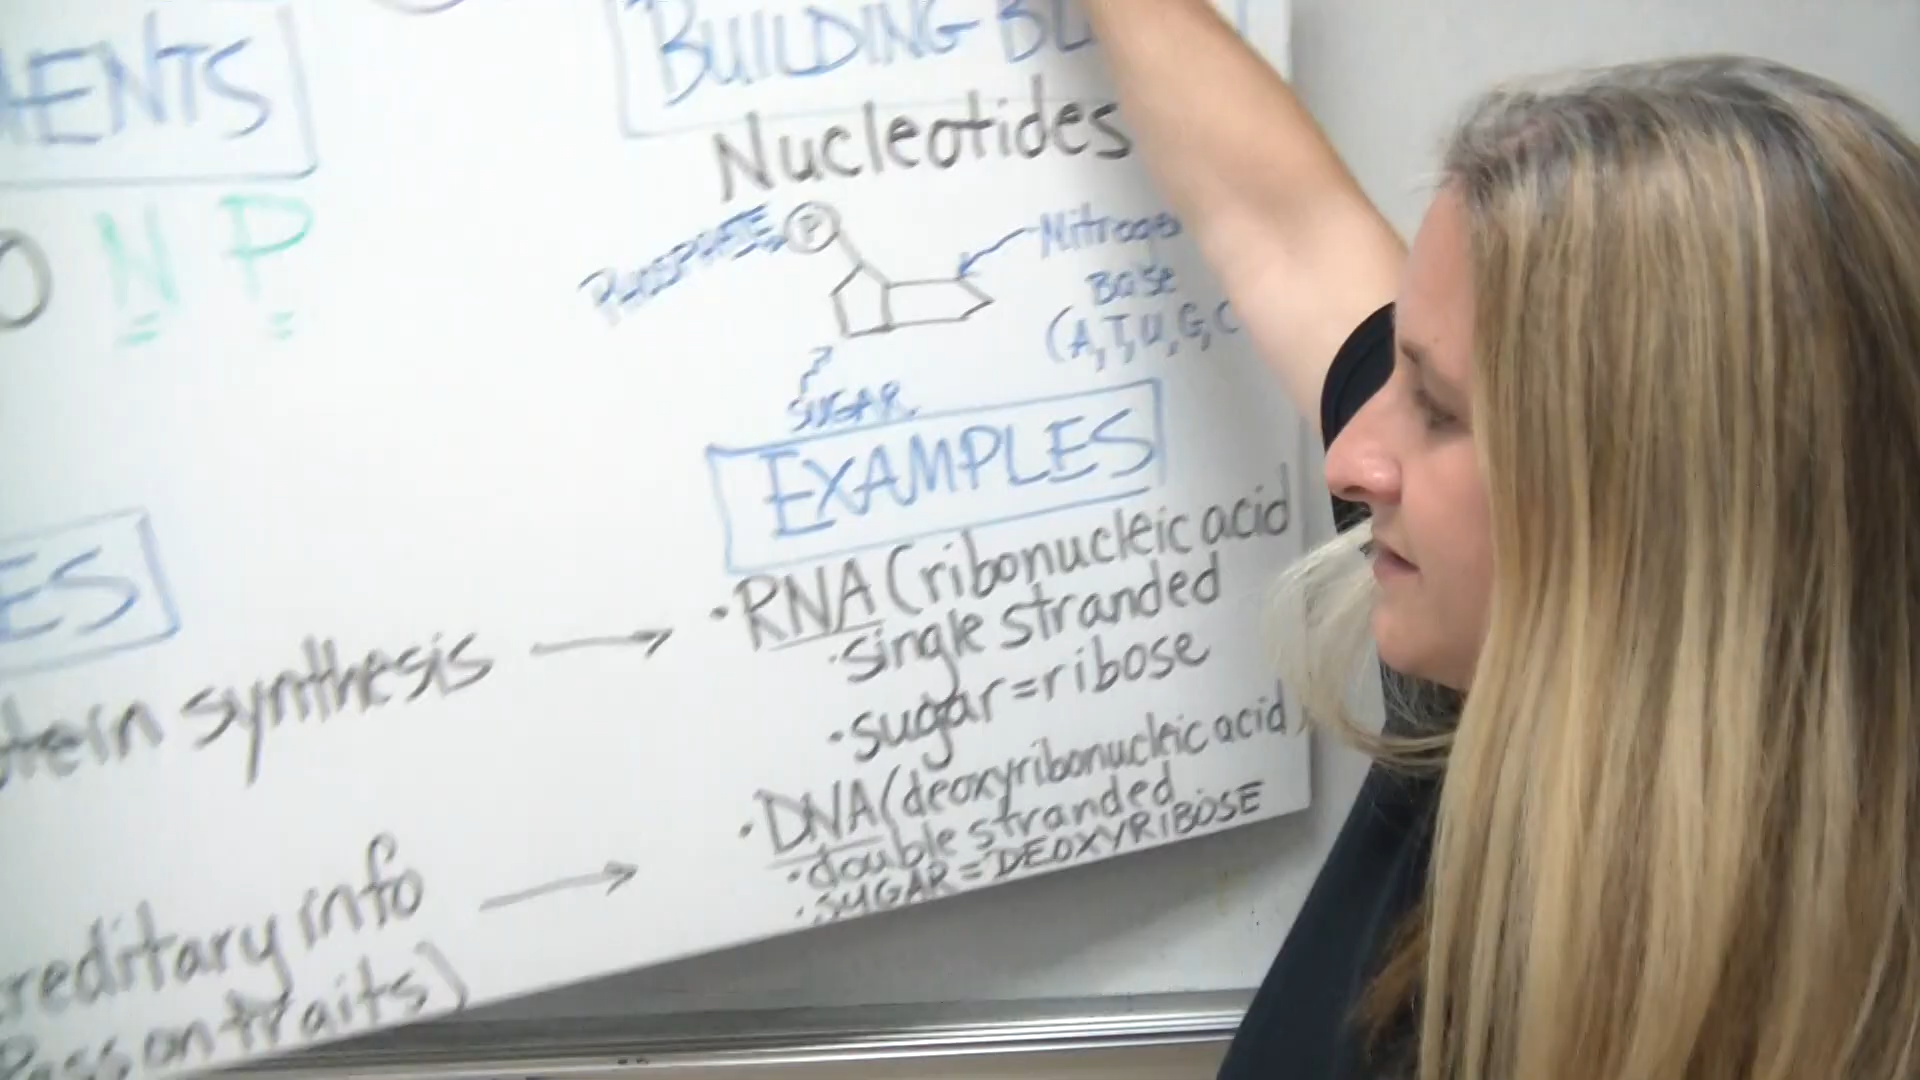 BUILDING BL
MENTS
Nucleotides
O N P
PHOSPHATE P
Nitrogen
Base
(A, T, U, G, C
SUGAR
EXAMPLES
ES
• RNA (ribonucleic acid
• single stranded
• sugar = ribose
tein synthesis →
• DNA (deoxyribonucleic acid)
• double stranded
• SUGAR = DEOXYRIBOSE
reditary info →
Pass on traits)